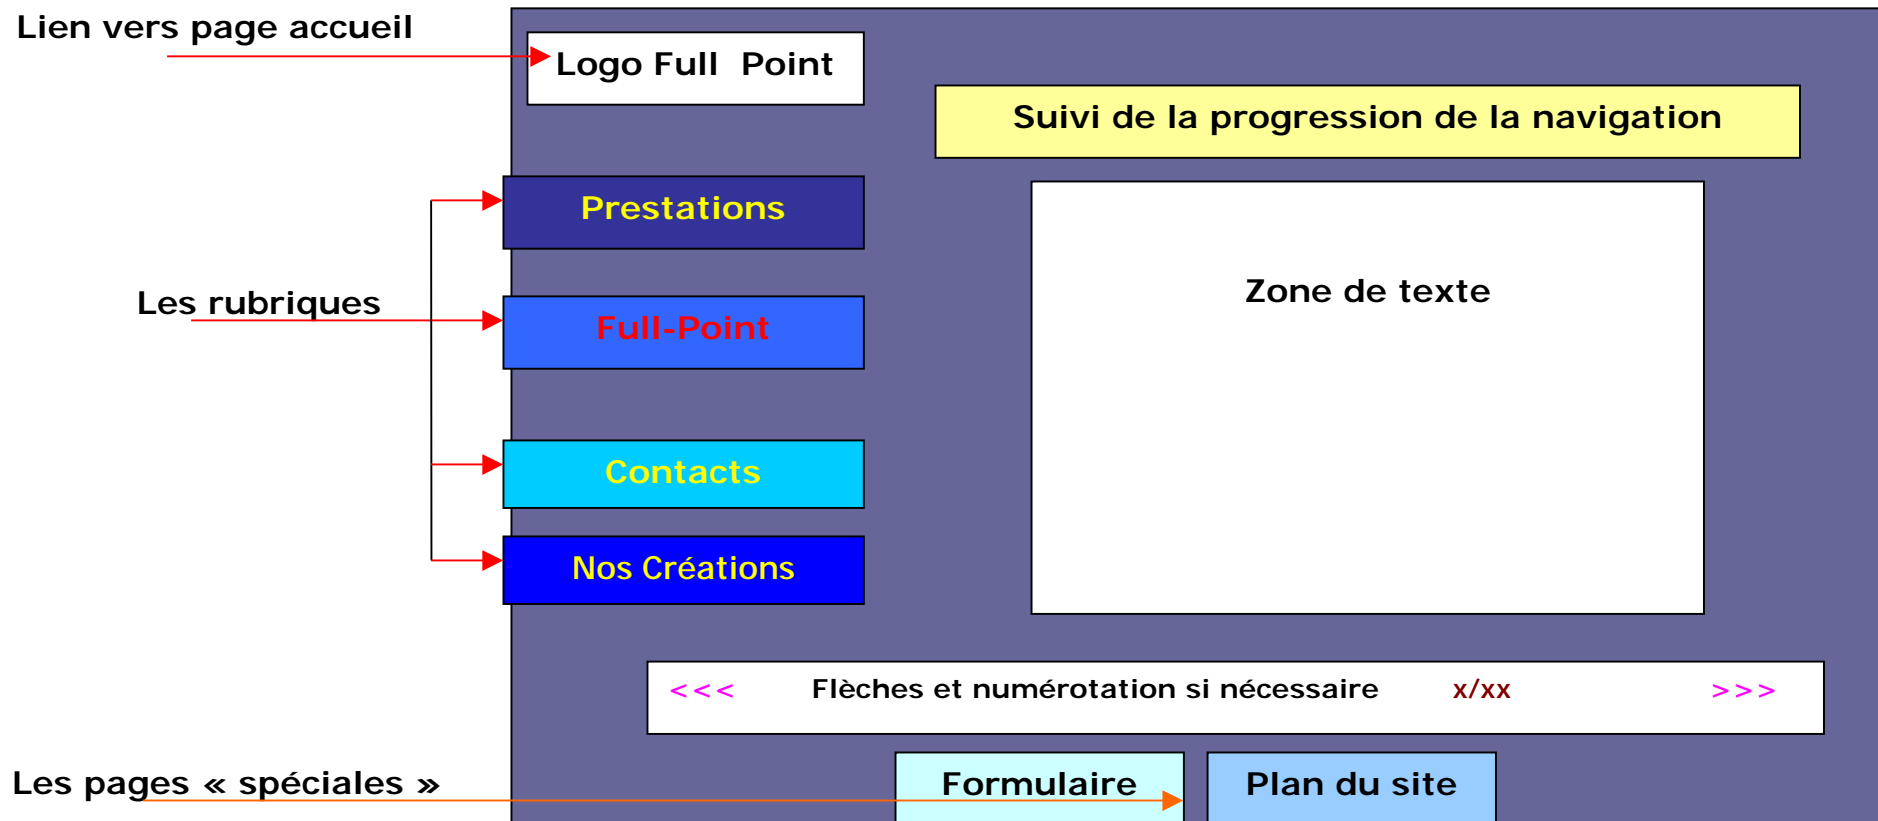 Lien vers page accueil
Logo Full Point
Suivi de la progression de la navigation
Prestations
Zone de texte
Les rubriques
Full-Point
Contacts
Nos Créations
<<< Flèches et numérotation si nécessaire x/xx >>>
Les pages « spéciales »
Formulaire
Plan du site